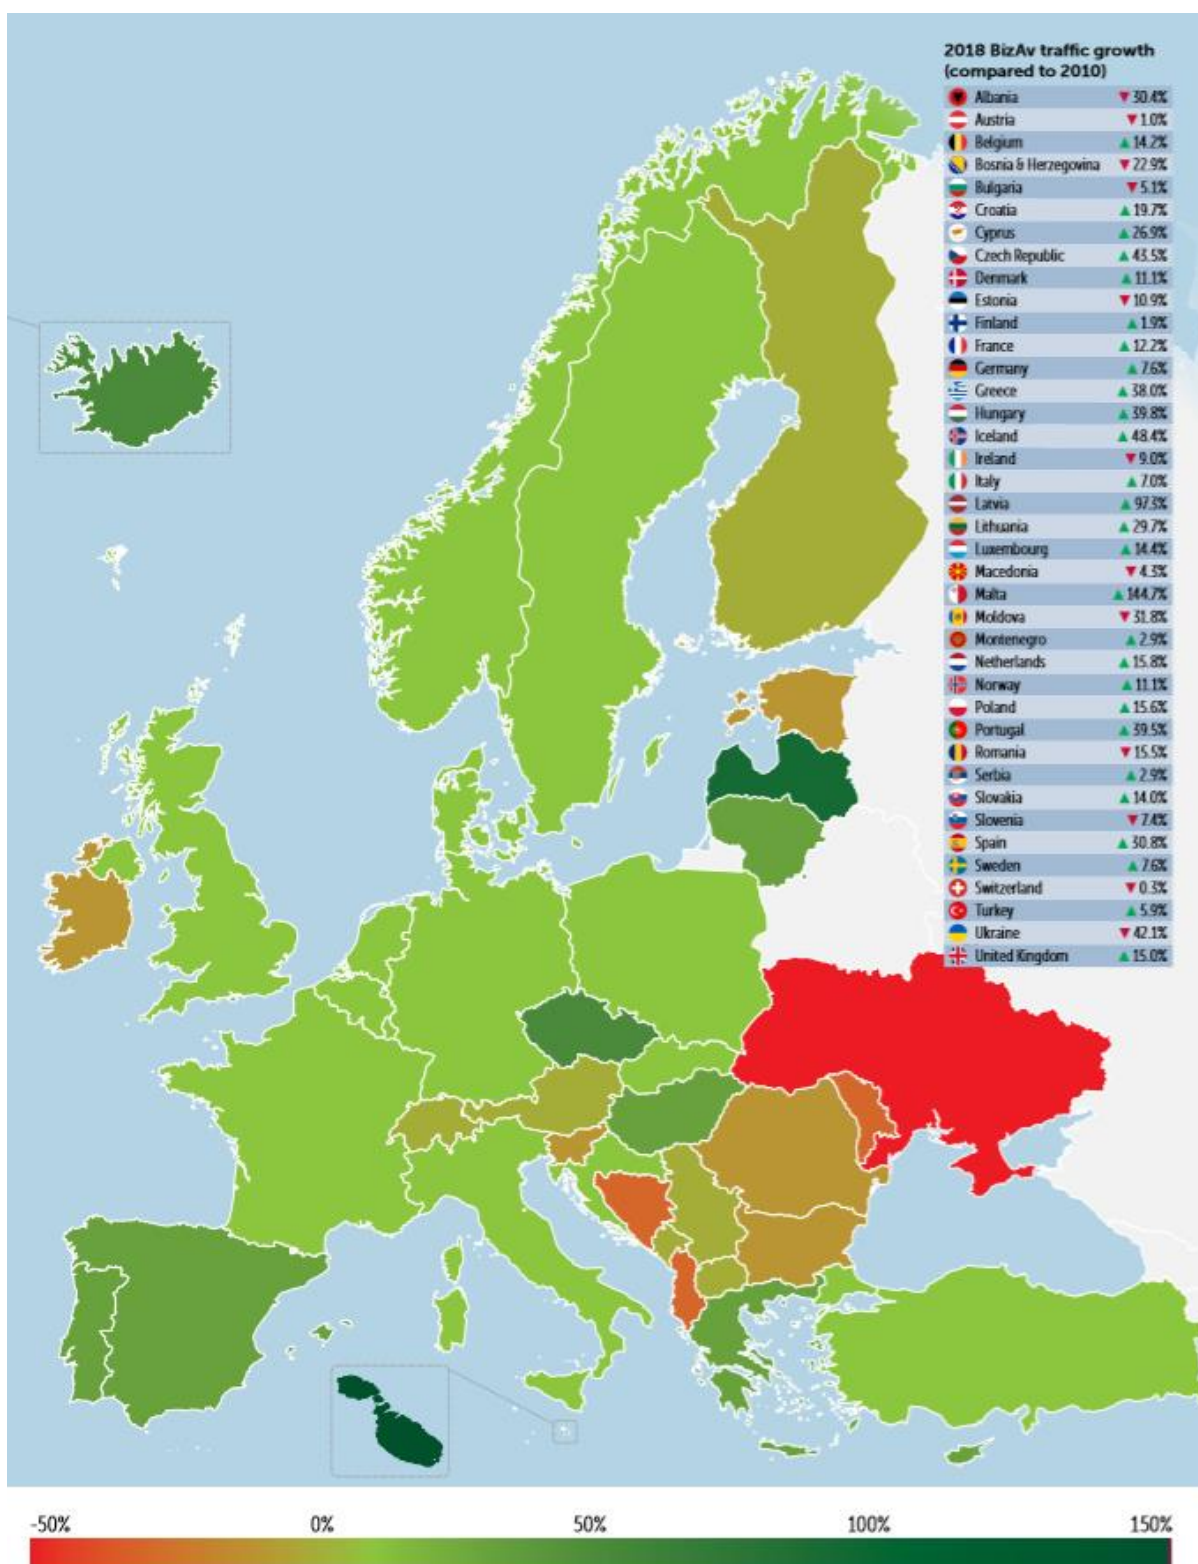 2018 BizAv traffic growth
(compared to 2010)
Albania ▼ 30.4%
Austria ▼ 1.0%
Belgium ▲ 14.2%
Bosnia & Herzegovina ▼ 22.9%
Bulgaria ▼ 5.1%
Croatia ▲ 19.7%
Cyprus ▲ 26.9%
Czech Republic ▲ 43.5%
Denmark ▲ 11.1%
Estonia ▼ 10.9%
Finland ▲ 1.9%
France ▲ 12.2%
Germany ▲ 7.6%
Greece ▲ 38.0%
Hungary ▲ 39.8%
Iceland ▲ 48.4%
Ireland ▼ 9.0%
Italy ▲ 7.0%
Latvia ▲ 97.3%
Lithuania ▲ 29.7%
Luxembourg ▲ 14.4%
Macedonia ▼ 4.3%
Malta ▲ 144.7%
Moldova ▼ 31.8%
Montenegro ▲ 2.9%
Netherlands ▲ 15.8%
Norway ▲ 11.1%
Poland ▲ 15.6%
Portugal ▲ 39.5%
Romania ▼ 15.5%
Serbia ▲ 2.9%
Slovakia ▲ 14.0%
Slovenia ▼ 7.4%
Spain ▲ 30.8%
Sweden ▲ 7.6%
Switzerland ▼ 0.3%
Turkey ▲ 5.9%
Ukraine ▼ 42.1%
United Kingdom ▲ 15.0%
-50% 0% 50% 100% 150%